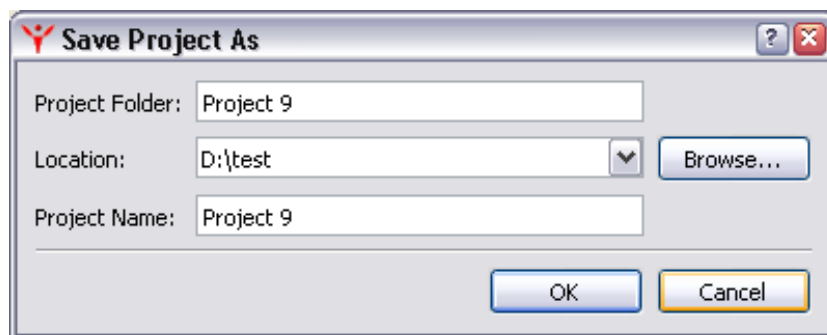 Save Project As
Project Folder: Project 9
Location: D:\test Browse...
Project Name: Project 9
OK Cancel